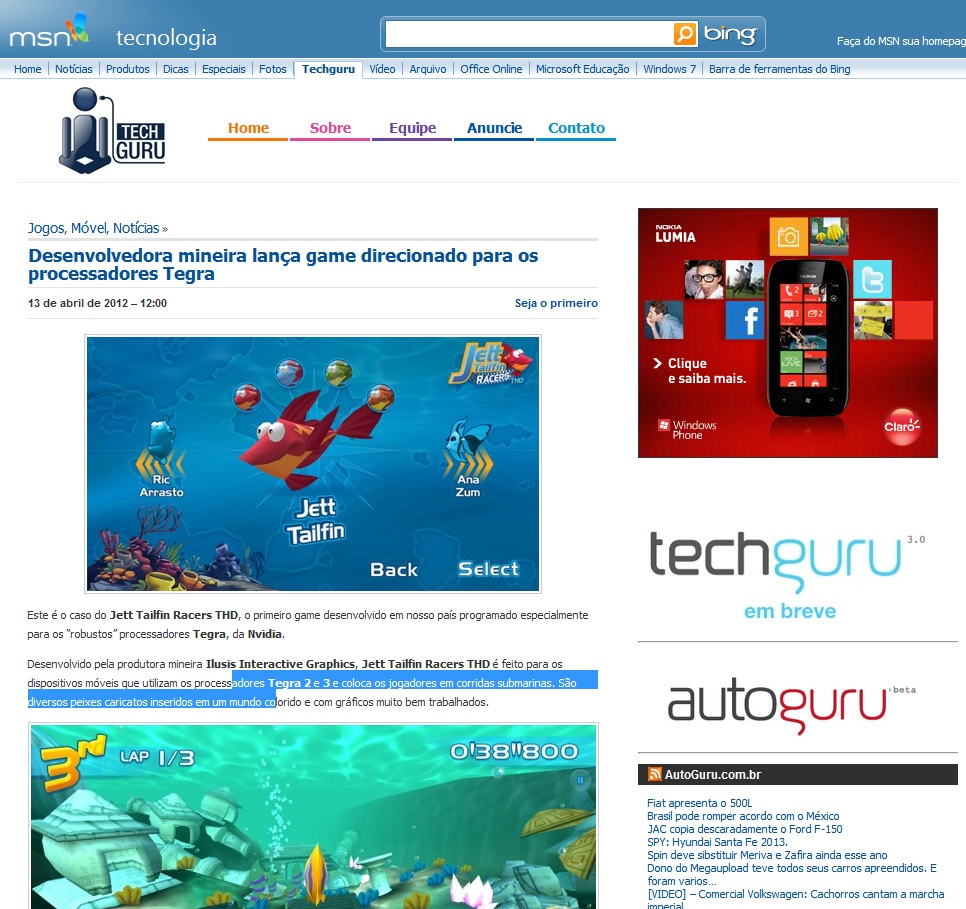 msn tecnologia
bing
Faça do MSN sua homepag
Home Notícias Produtos Dicas Especiais Fotos Techguru Vídeo Arquivo Office Online Microsoft Educação Windows 7 Barra de ferramentas do Bing
TECH
GURU
Home Sobre Equipe Anuncie Contato
Jogos, Móvel, Notícias »
Desenvolvedora mineira lança game direcionado para os
processadores Tegra
13 de abril de 2012 – 12:00
Seja o primeiro
Jett
Tailfin
RACERS THD
Ric
Arrasto
Ana
Zum
Jett
Tailfin
Back Select
Este é o caso do Jett Tailfin Racers THD, o primeiro game desenvolvido em nosso país programado especialmente
para os “robustos” processadores Tegra, da Nvidia.
Desenvolvido pela produtora mineira Ilusis Interactive Graphics, Jett Tailfin Racers THD é feito para os
dispositivos móveis que utilizam os processadores Tegra 2 e 3 e coloca os jogadores em corridas submarinas. São
diversos peixes caricatos inseridos em um mundo colorido e com gráficos muito bem trabalhados.
3rd
LAP 1/3
0'38"800
NOKIA
LUMIA
Clique
e saiba mais.
Windows
Phone
Claro
techguru 3.0
em breve
autoguru beta
AutoGuru.com.br
Fiat apresenta o 500L
Brasil pode romper acordo com o México
JAC copia descaradamente o Ford F-150
SPY: Hyundai Santa Fe 2013.
Spin deve sibstituir Meriva e Zafira ainda esse ano
Dono do Megaupload teve todos seus carros apreendidos. E
foram varios...
[VIDEO] – Comercial Volkswagen: Cachorros cantam a marcha
imperial